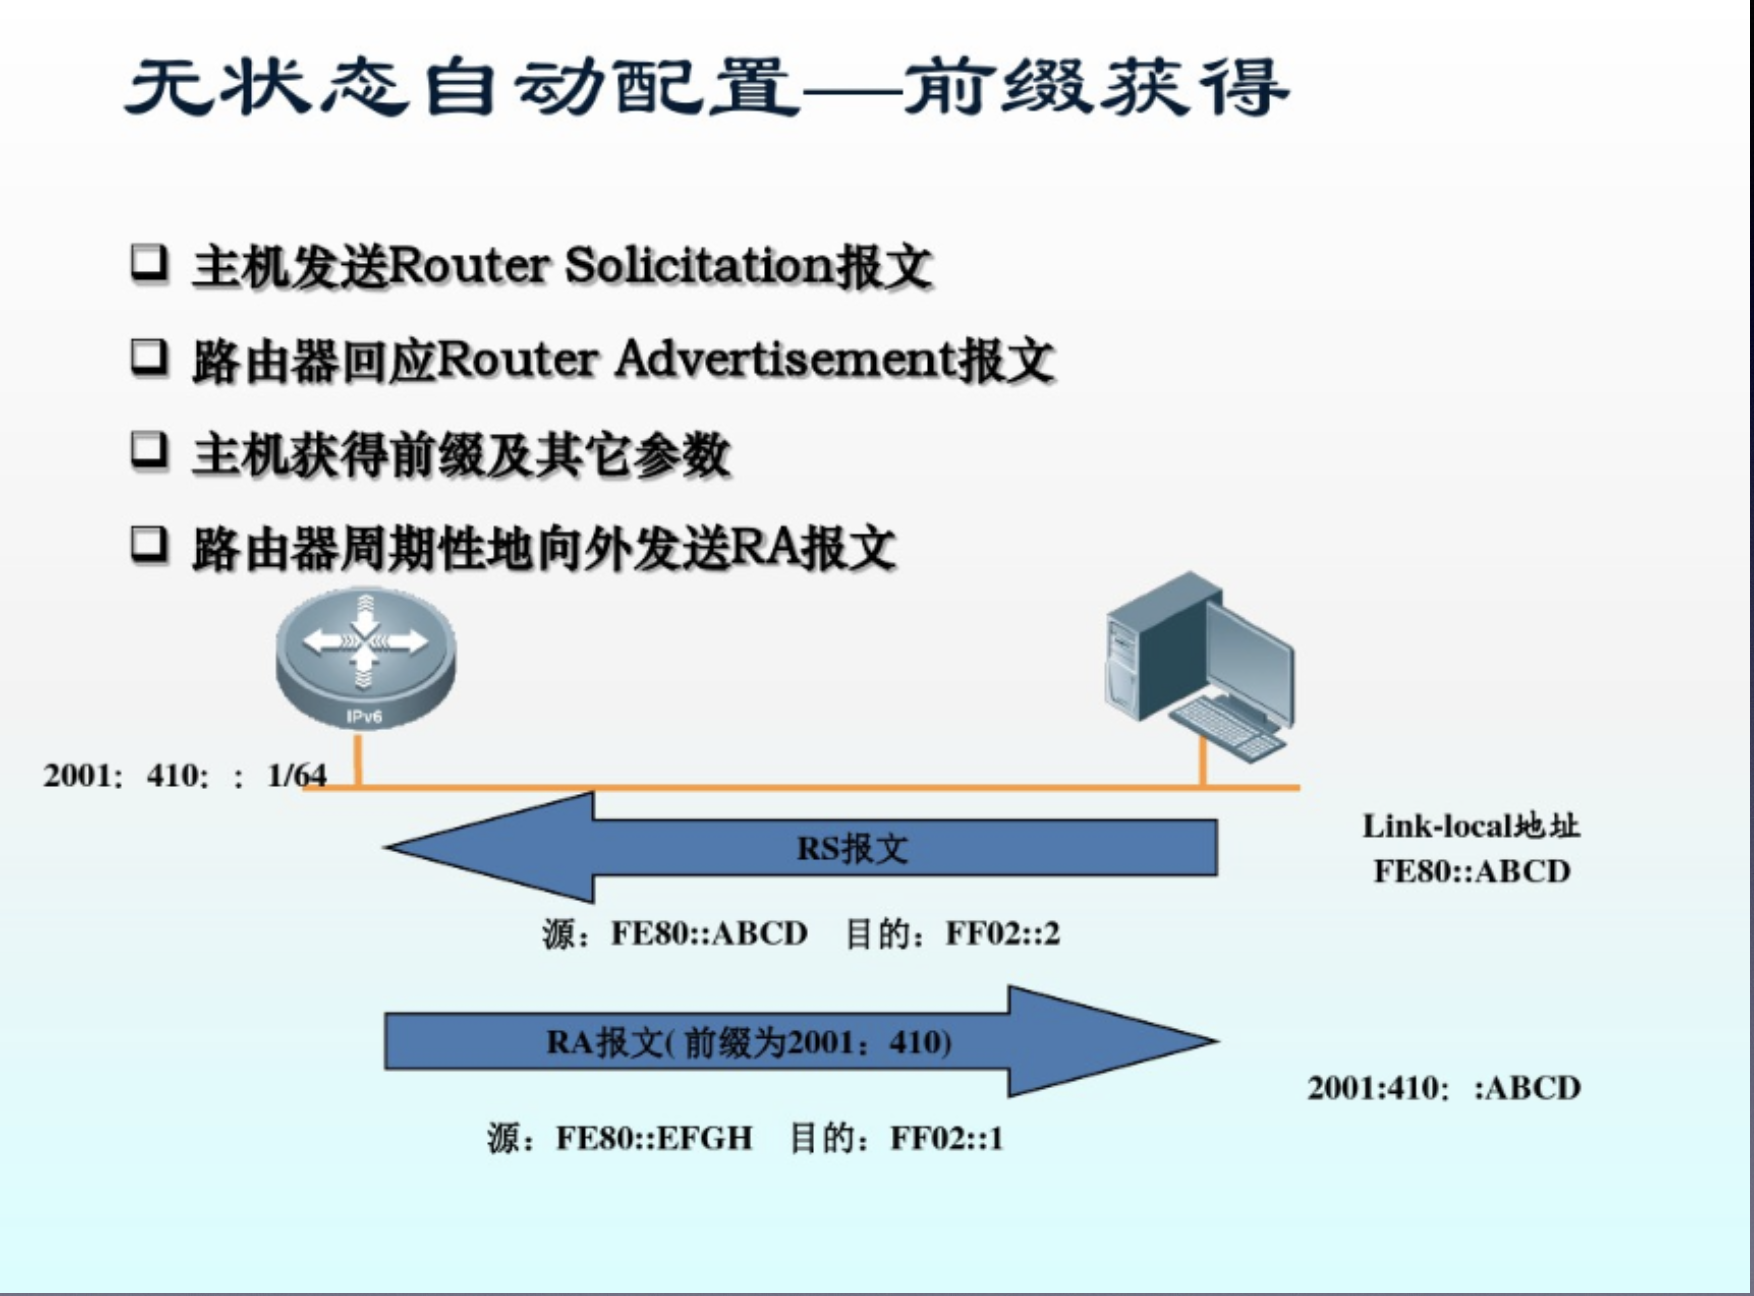 无状态自动配置——前缀获得
主机发送Router Solicitation报文
路由器回应Router Advertisement报文
主机获得前缀及其它参数
路由器周期性地向外发送RA报文
IPv6
2001：410：：1/64
RS报文
Link-local地址
FE80::ABCD
源：FE80::ABCD 目的：FF02::2
RA报文( 前缀为2001：410)
2001:410：:ABCD
源：FE80::EFGH 目的：FF02::1